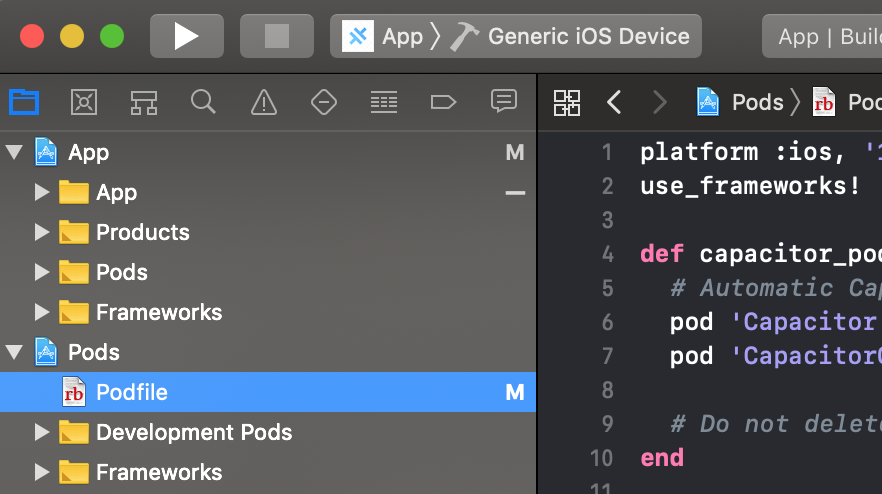 App 〉 Generic iOS Device
App | Buil
Pods 〉 rb Pod
App M
App
Products
Pods
Frameworks
Pods
rb Podfile M
Development Pods
Frameworks
1 platform :ios, '1
2 use_frameworks!
3
4 def capacitor_pod
5 # Automatic Cap
6 pod 'Capacitor
7 pod 'CapacitorC
8
9 # Do not delete
10 end
11